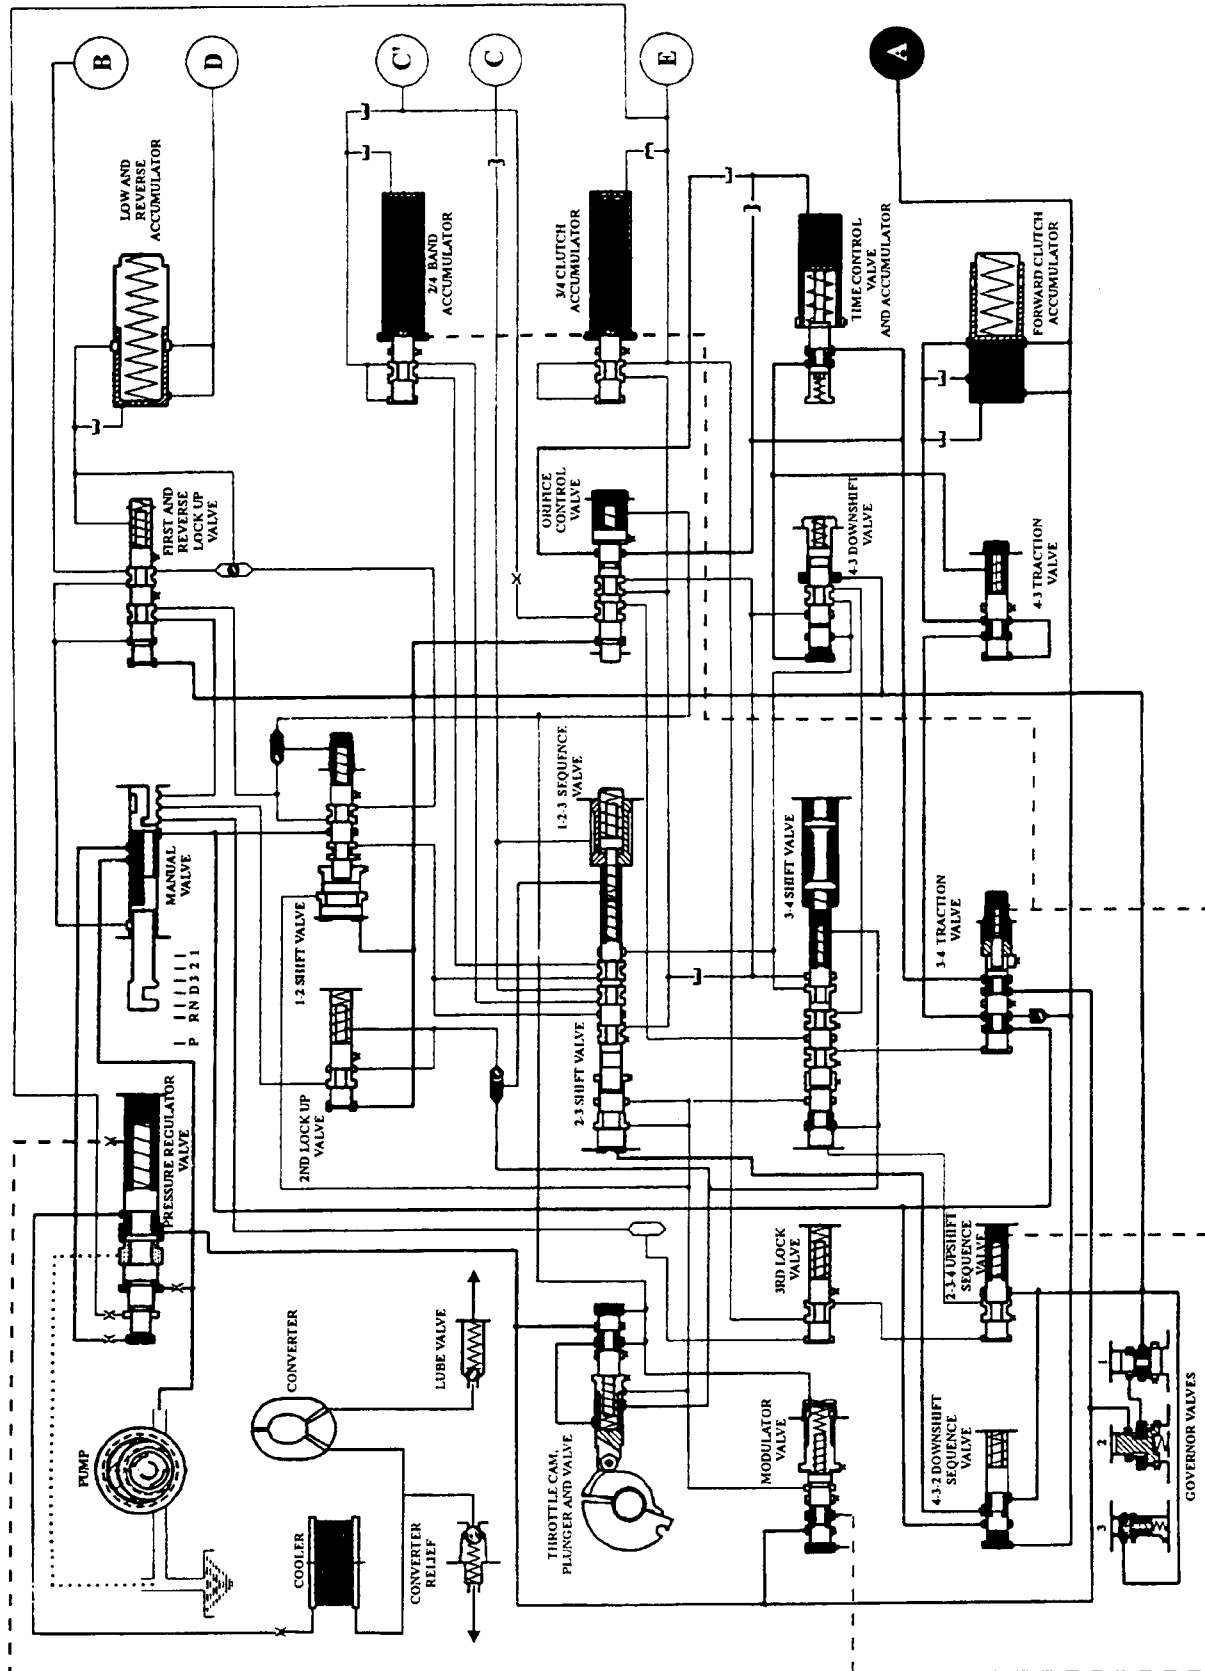 B
D
C'
C
E
A
LOW AND
REVERSE
ACCUMULATOR
2/4 BAND
ACCUMULATOR
3/4 CLUTCH
ACCUMULATOR
TIME CONTROL
VALVE
AND ACCUMULATOR
FORWARD CLUTCH
ACCUMULATOR
FIRST AND
REVERSE
LOCK UP
VALVE
ORIFICE
CONTROL
VALVE
4-3 DOWNSHIFT
VALVE
4-3 TRACTION
VALVE
MANUAL
VALVE
P R N D 3 2 1
1-2 SHIFT VALVE
1-2-3 SEQUENCE
VALVE
3-4 SHIFT VALVE
3-4 TRACTION
VALVE
PRESSURE REGULATOR
VALVE
2ND LOCK UP
VALVE
2-3 SHIFT VALVE
3RD LOCK
VALVE
2-3-4 UPSHIFT
SEQUENCE
VALVE
PUMP
CONVERTER
LUBE VALVE
COOLER
CONVERTER
RELIEF
THROTTLE CAM,
PLUNGER AND VALVE
MODULATOR
VALVE
4-3-2 DOWNSHIFT
SEQUENCE
VALVE
1
2
3
GOVERNOR VALVES